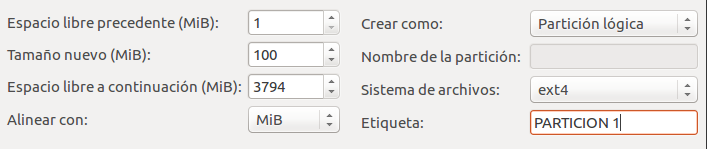 Espacio libre precedente (MiB): 1
Crear como: Partición lógica
Tamaño nuevo (MiB): 100
Nombre de la partición:
Espacio libre a continuación (MiB): 3794
Sistema de archivos: ext4
Alinear con: MiB
Etiqueta: PARTICION 1